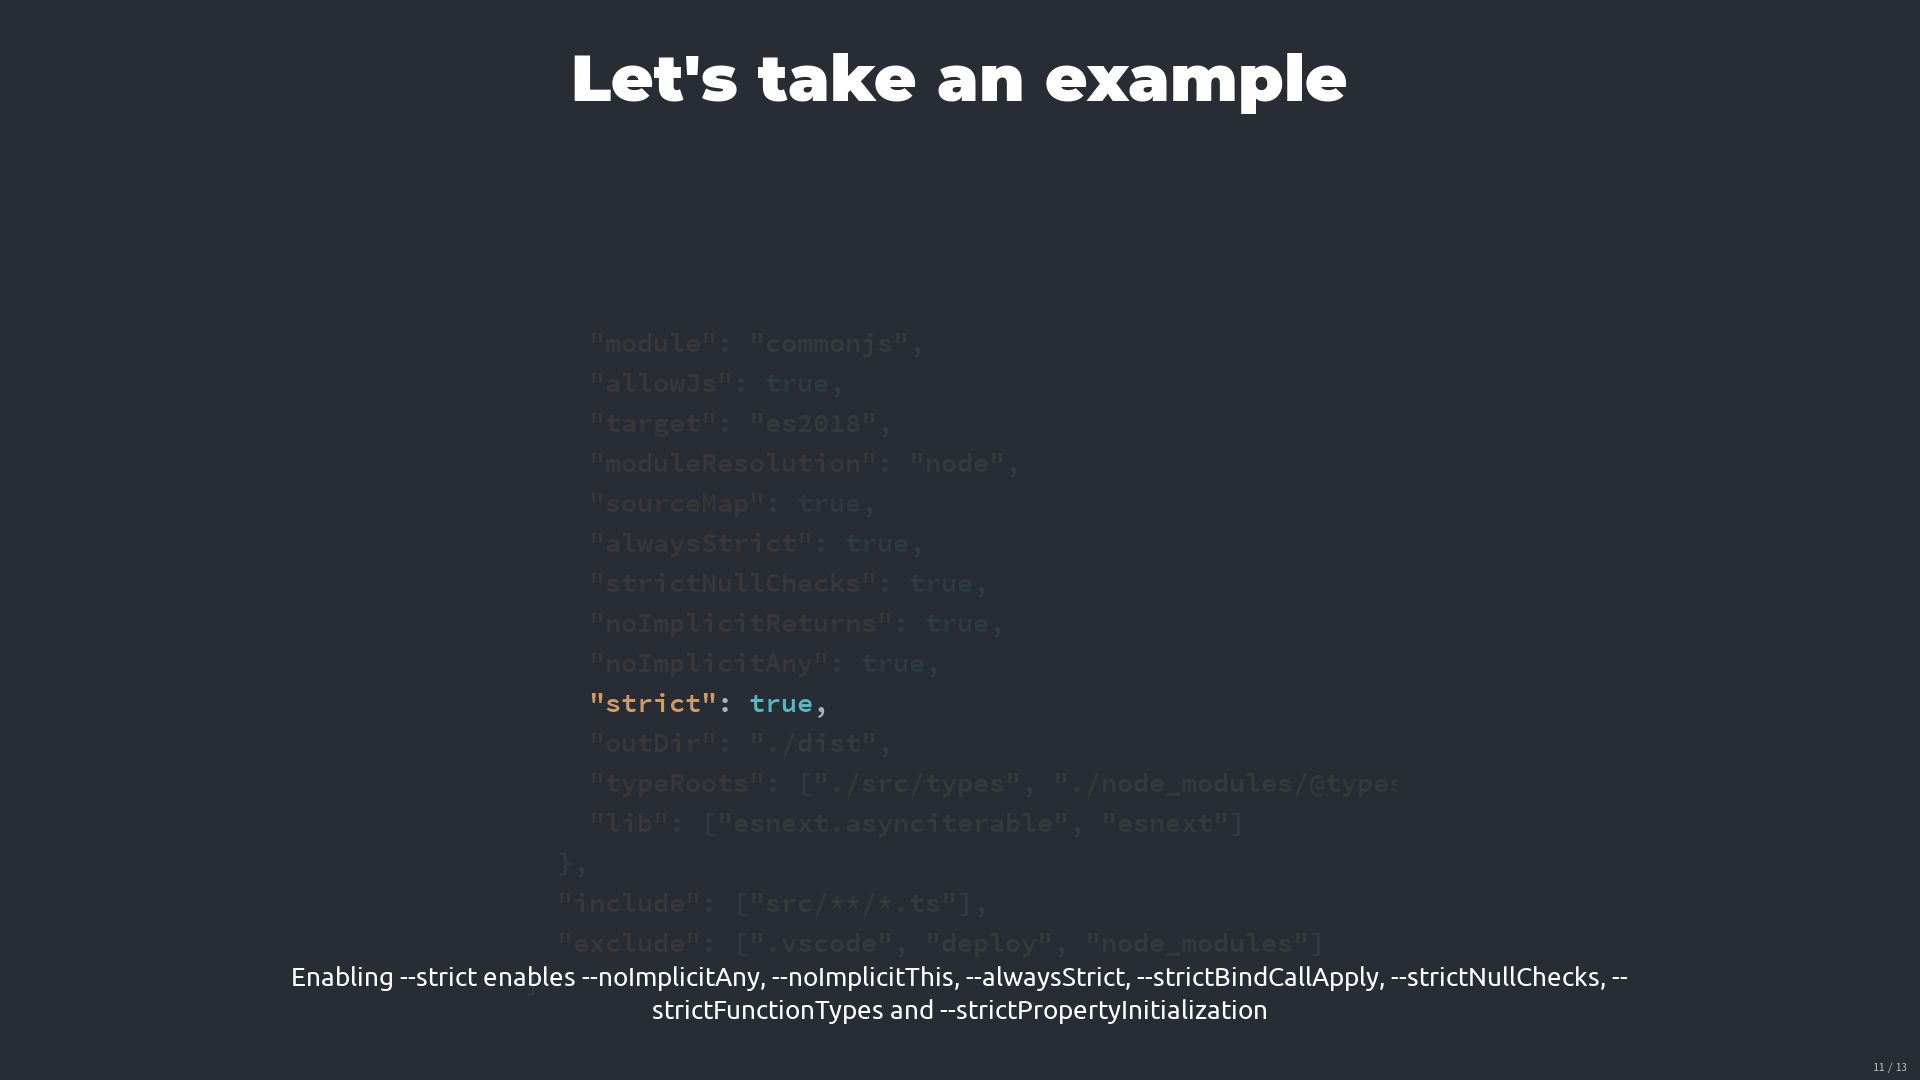 Let's take an example
"module": "commonjs",
"allowJs": true,
"target": "es2018",
"moduleResolution": "node",
"sourceMap": true,
"alwaysStrict": true,
"strictNullChecks": true,
"noImplicitReturns": true,
"noImplicitAny": true,
"strict": true,
"outDir": "./dist",
"typeRoots": ["./src/types", "./node_modules/@types
"lib": ["esnext.asynciterable", "esnext"]
},
"include": ["src/**/*.ts"],
"exclude": [".vscode", "deploy", "node_modules"]
Enabling --strict enables --noImplicitAny, --noImplicitThis, --alwaysStrict, --strictBindCallApply, --strictNullChecks, --
strictFunctionTypes and --strictPropertyInitialization
11 / 13